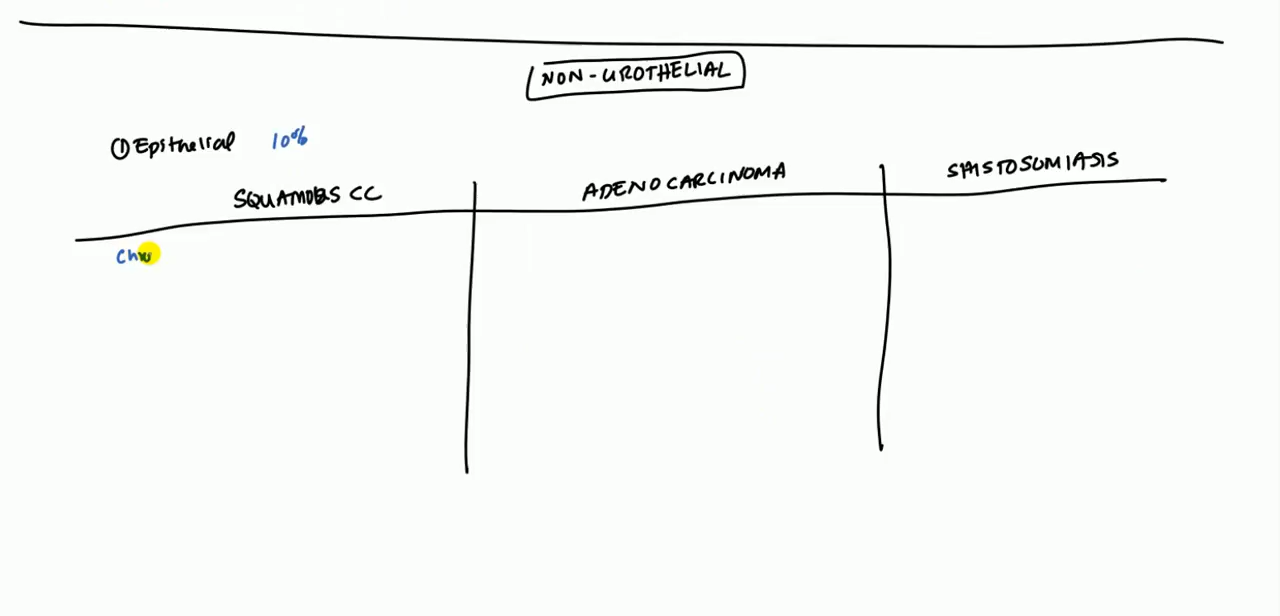 NON-UROTHELIAL
① Epithelial 10%
SQUAMOUS CC ADENOCARCINOMA SHISTOSOMIASIS